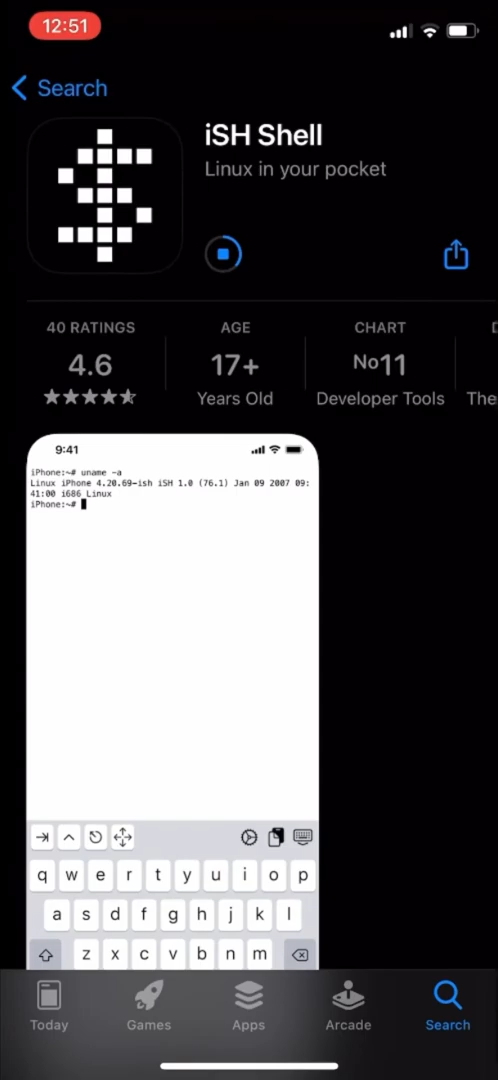 12:51
Search
iSH Shell
Linux in your pocket
40 RATINGS
AGE
CHART
4.6
17+
No11
Years Old
Developer Tools
The
9:41
iPhone:~# uname -a
Linux iPhone 4.20.69-ish iSH 1.0 (76.1) Jan 09 2007 09:
41:00 i686 Linux
iPhone:~#
q w e r t y u i o p
a s d f g h j k l
z x c v b n m
Today
Games
Apps
Arcade
Search